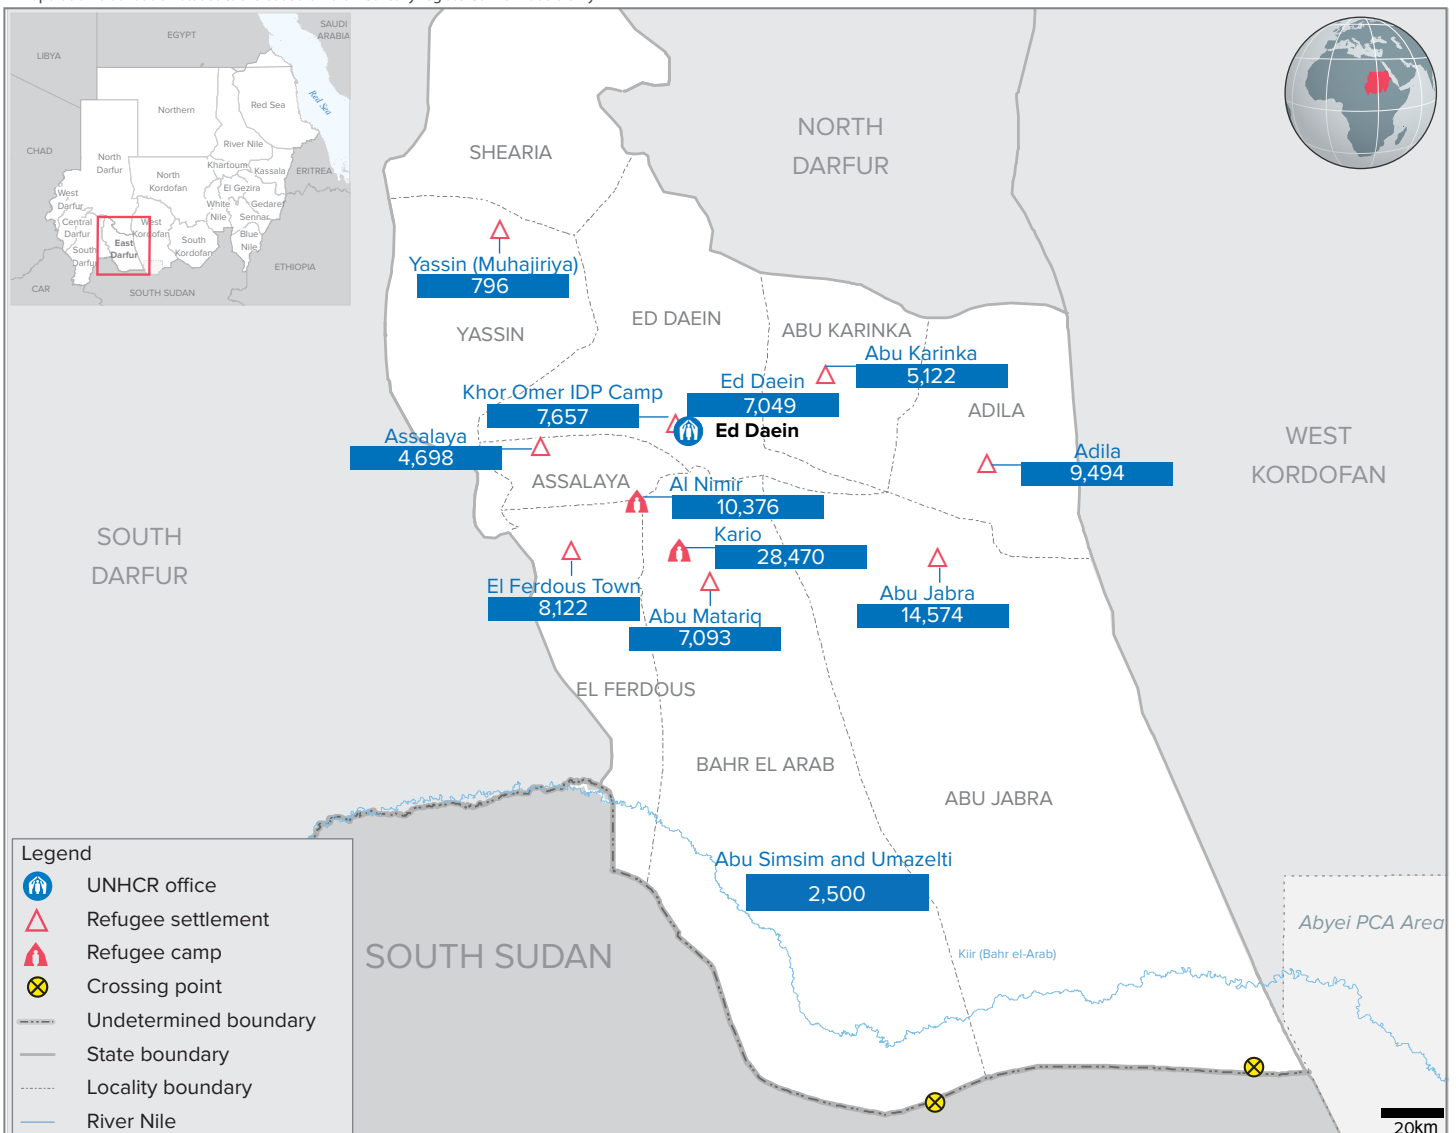 EGYPT
SAUDI
ARABIA
LIBYA
Red Sea
Northern
Red Sea
CHAD
River Nile
North
Darfur
Khartoum
Kassala
ERITREA
North
Kordofan
El Gezira
West
Darfur
White
Nile
Gedaref
Sennar
Central
Darfur
West
Kordofan
South
Kordofan
Blue
Nile
East
Darfur
South
Darfur
ETHIOPIA
CAR
SOUTH SUDAN
NORTH
DARFUR
SHEARIA
Yassin (Muhajiriya)
796
YASSIN
ED DAEIN
ABU KARINKA
Abu Karinka
5,122
Khor Omer IDP Camp
7,657
Ed Daein
7,049
Ed Daein
ADILA
Assalaya
4,698
Adila
9,494
WEST
KORDOFAN
ASSALAYA
Al Nimir
10,376
Kario
28,470
SOUTH
DARFUR
El Ferdous Town
8,122
Abu Matariq
7,093
Abu Jabra
14,574
EL FERDOUS
BAHR EL ARAB
ABU JABRA
Abu Simsim and Umazelti
2,500
SOUTH SUDAN
Kiir (Bahr el-Arab)
Abyei PCA Area
Legend
UNHCR office
Refugee settlement
Refugee camp
Crossing point
Undetermined boundary
State boundary
Locality boundary
River Nile
20km